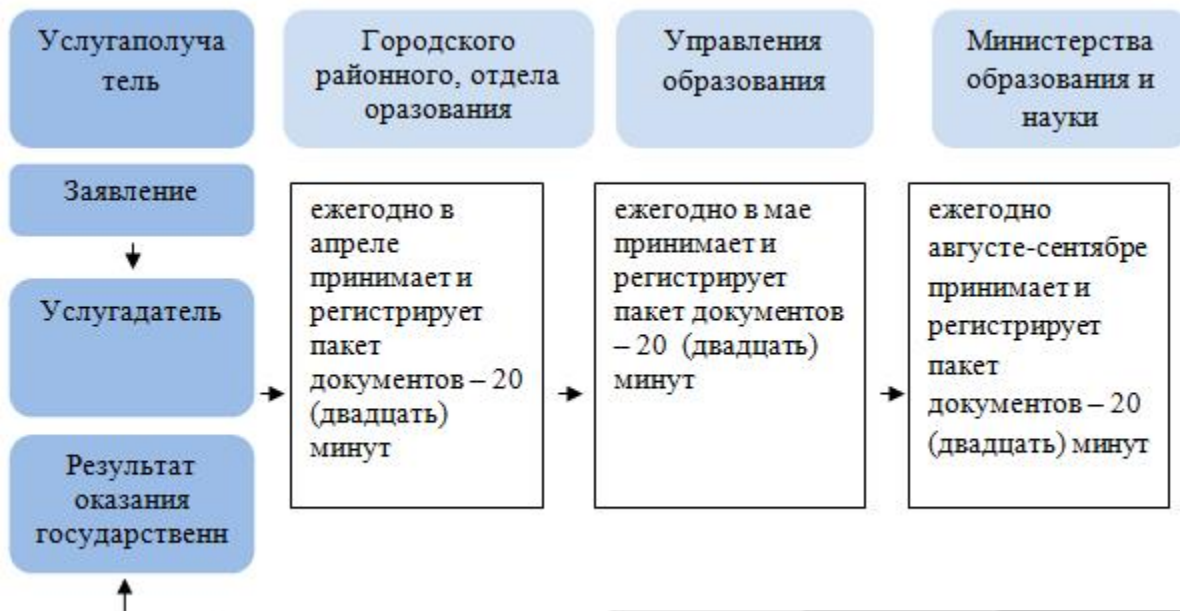 Услугаполуча
тель
Городского
районного, отдела
оразования
Управления
образования
Министерства
образования и
науки
Заявление
Услугадатель
Результат
оказания
государственн
ежегодно в
апреле
принимает и
регистрирует
пакет
документов – 20
(двадцать)
минут
ежегодно в мае
принимает и
регистрирует
пакет документов
– 20 (двадцать)
минут
ежегодно
августе-сентябре
принимает и
регистрирует
пакет
документов – 20
(двадцать) минут